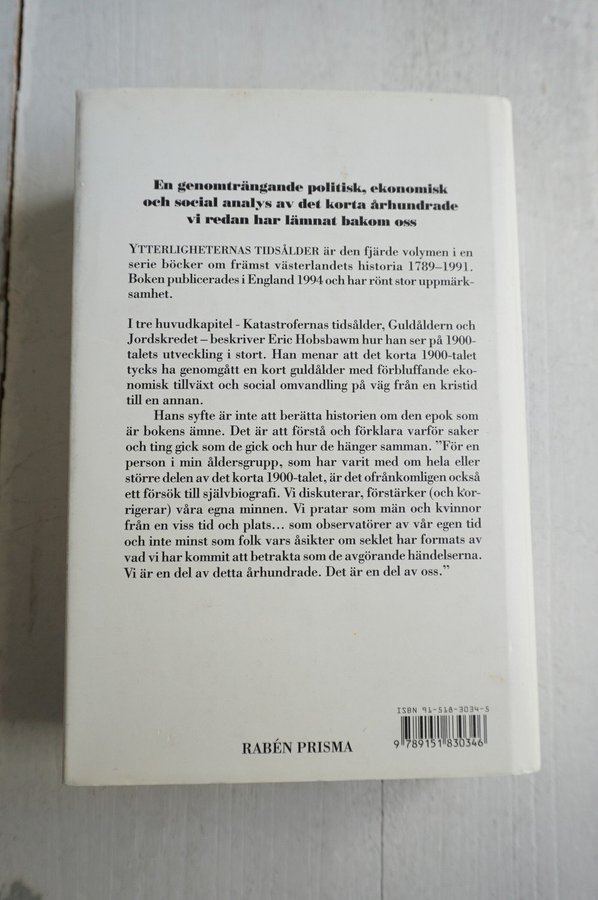 En genomträngande politisk, ekonomisk
och social analys av det korta århundrade
vi redan har lämnat bakom oss
YTTERLIGHETERNAS TIDSÅLDER är den fjärde volymen i en
serie böcker om främst västerlandets historia 1789–1991.
Boken publicerades i England 1994 och har rönt stor uppmärk-
samhet.
I tre huvudkapitel - Katastrofernas tidsålder, Guldåldern och
Jordskredet – beskriver Eric Hobsbawm hur han ser på 1900-
talets utveckling i stort. Han menar att det korta 1900-talet
tycks ha genomgått en kort guldålder med förbluffande eko-
nomisk tillväxt och social omvandling på väg från en kristid
till en annan.
Hans syfte är inte att berätta historien om den epok som
är bokens ämne. Det är att förstå och förklara varför saker
och ting gick som de gick och hur de hänger samman. ”För en
person i min åldersgrupp, som har varit med om hela eller
större delen av det korta 1900-talet, är det ofrånkomligen också
ett försök till självbiografi. Vi diskuterar, förstärker (och kor-
rigerar) våra egna minnen. Vi pratar som män och kvinnor
från en viss tid och plats… som observatörer av vår egen tid
och inte minst som folk vars åsikter om seklet har formats av
vad vi har kommit att betrakta som de avgörande händelserna.
Vi är en del av detta århundrade. Det är en del av oss.”
ISBN 91-518-3034-5
9 789151 830346
RABÉN PRISMA